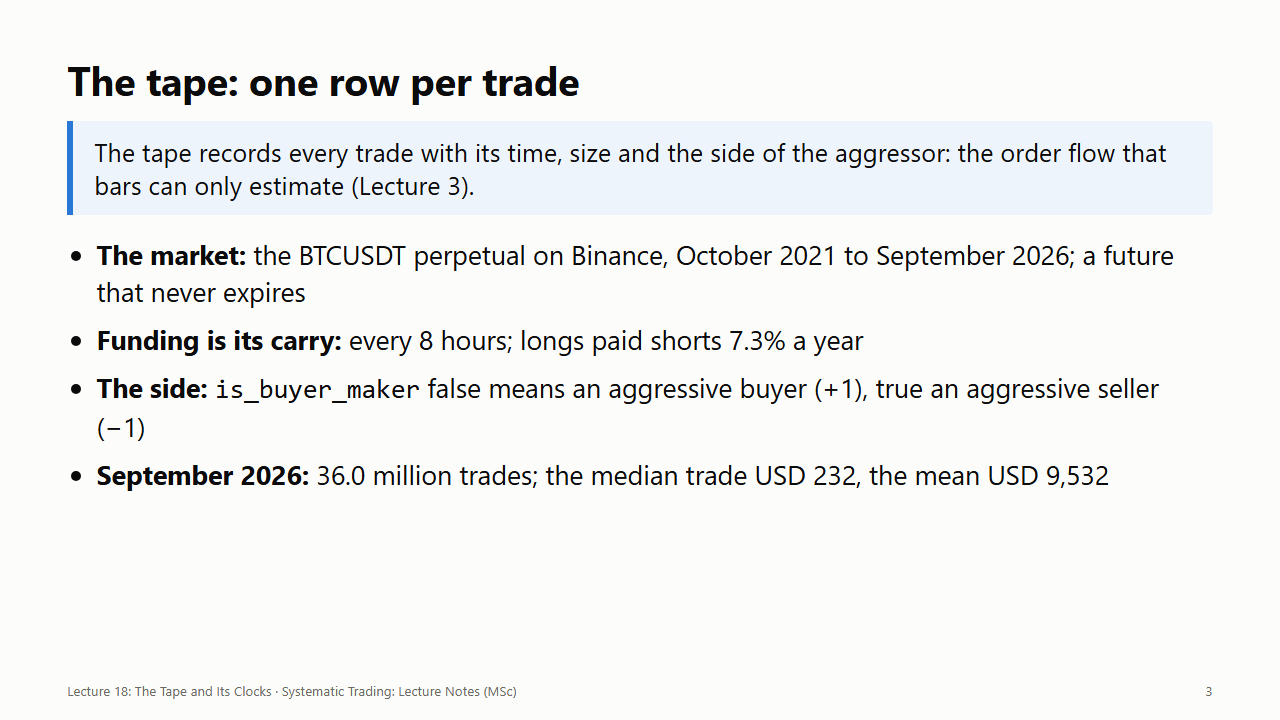 The tape: one row per trade
The tape records every trade with its time, size and the side of the aggressor: the order flow that
bars can only estimate (Lecture 3).
• The market: the BTCUSDT perpetual on Binance, October 2021 to September 2026; a future
that never expires
• Funding is its carry: every 8 hours; longs paid shorts 7.3% a year
• The side: is_buyer_maker false means an aggressive buyer (+1), true an aggressive seller
(−1)
• September 2026: 36.0 million trades; the median trade USD 232, the mean USD 9,532
Lecture 18: The Tape and Its Clocks · Systematic Trading: Lecture Notes (MSc)
3